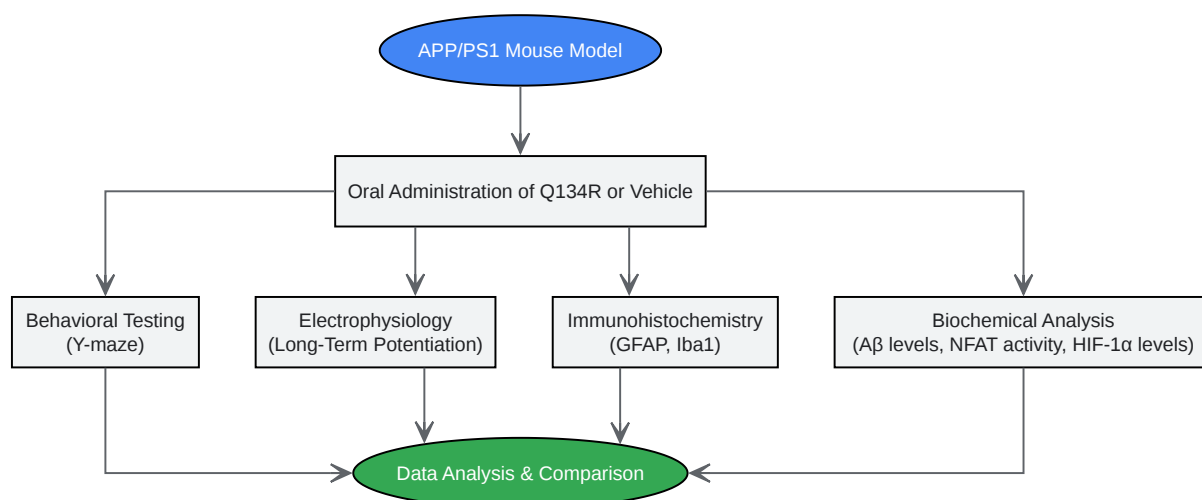 APP/PS1 Mouse Model
Oral Administration of Q134R or Vehicle
Behavioral Testing
(Y-maze)
Electrophysiology
(Long-Term Potentiation)
Immunohistochemistry
(GFAP, Iba1)
Biochemical Analysis
(Aβ levels, NFAT activity, HIF-1α levels)
Data Analysis & Comparison